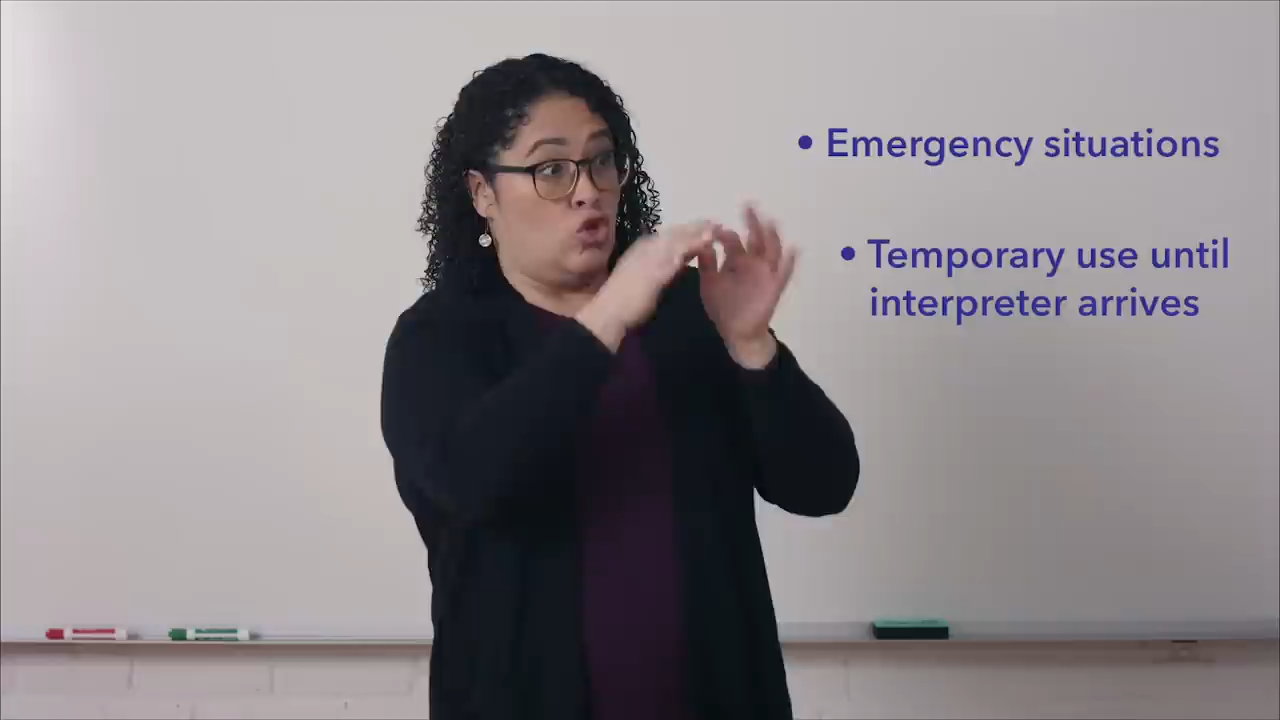 • Emergency situations
• Temporary use until
interpreter arrives